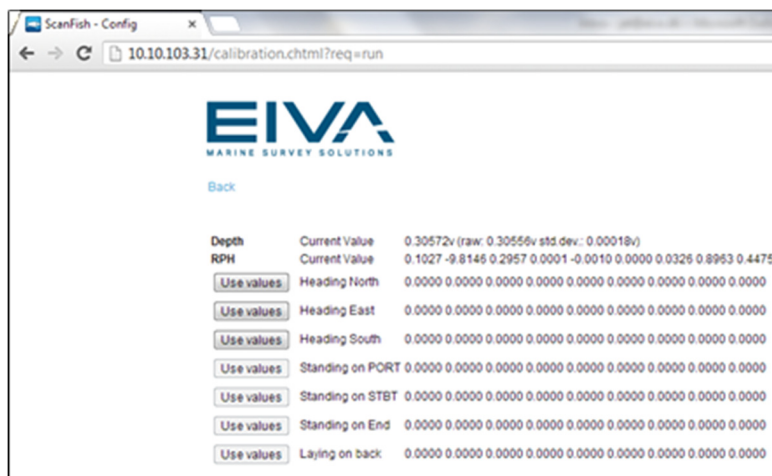 ScanFish - Config ×
10.10.103.31/calibration.chtml?req=run
EIVA
MARINE SURVEY SOLUTIONS
Back
Depth Current Value 0.30572v (raw: 0.30556v std.dev.: 0.00018v)
RPH Current Value 0.1027 -9.8146 0.2957 0.0001 -0.0010 0.0000 0.0326 0.8963 0.4475
Use values Heading North 0.0000 0.0000 0.0000 0.0000 0.0000 0.0000 0.0000 0.0000 0.0000
Use values Heading East 0.0000 0.0000 0.0000 0.0000 0.0000 0.0000 0.0000 0.0000 0.0000
Use values Heading South 0.0000 0.0000 0.0000 0.0000 0.0000 0.0000 0.0000 0.0000 0.0000
Use values Standing on PORT 0.0000 0.0000 0.0000 0.0000 0.0000 0.0000 0.0000 0.0000 0.0000
Use values Standing on STBT 0.0000 0.0000 0.0000 0.0000 0.0000 0.0000 0.0000 0.0000 0.0000
Use values Standing on End 0.0000 0.0000 0.0000 0.0000 0.0000 0.0000 0.0000 0.0000 0.0000
Use values Laying on back 0.0000 0.0000 0.0000 0.0000 0.0000 0.0000 0.0000 0.0000 0.0000